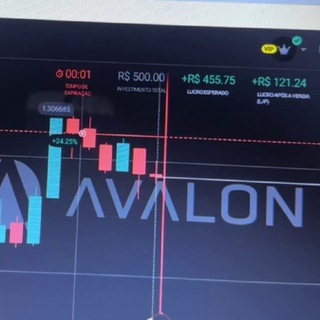 VIP
00:01
TEMPO DE
EXPIRAÇÃO
R$ 500.00
INVESTIMENTO TOTAL
+R$ 455.75
LUCRO ESPERADO
+R$ 121.24
LUCRO APÓS A VENDA
(L/P)
1.306685
+24.25%
AVALON